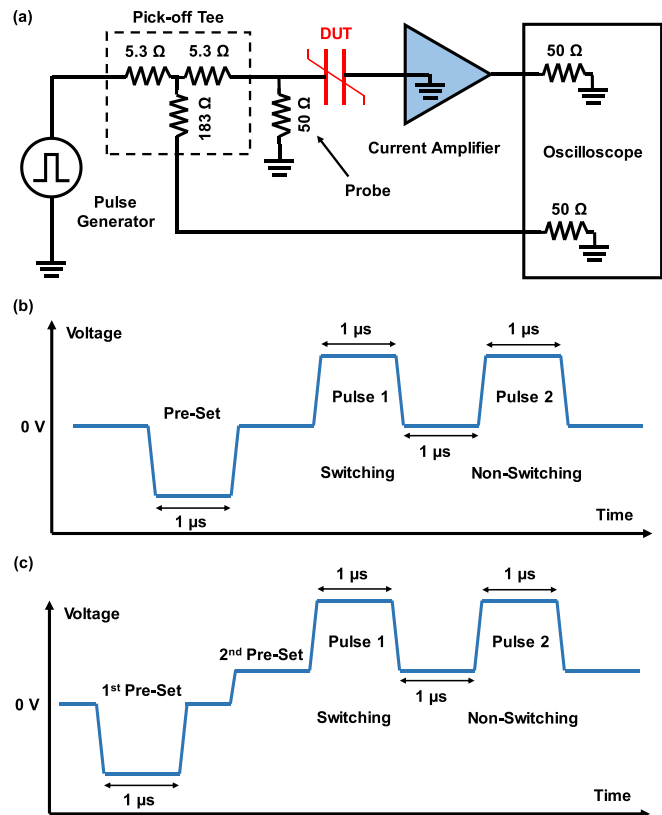 (a)
Pick-off Tee
DUT
5.3 Ω
5.3 Ω
50 Ω
183 Ω
50 Ω
Current Amplifier
Oscilloscope
Probe
Pulse
Generator
50 Ω
(b)
Voltage
1 µs
1 µs
Pre-Set
Pulse 1
Pulse 2
0 V
1 µs
Switching
Non-Switching
1 µs
Time
(c)
Voltage
1 µs
1 µs
2nd Pre-Set
Pulse 1
Pulse 2
1st Pre-Set
0 V
1 µs
Switching
Non-Switching
1 µs
Time